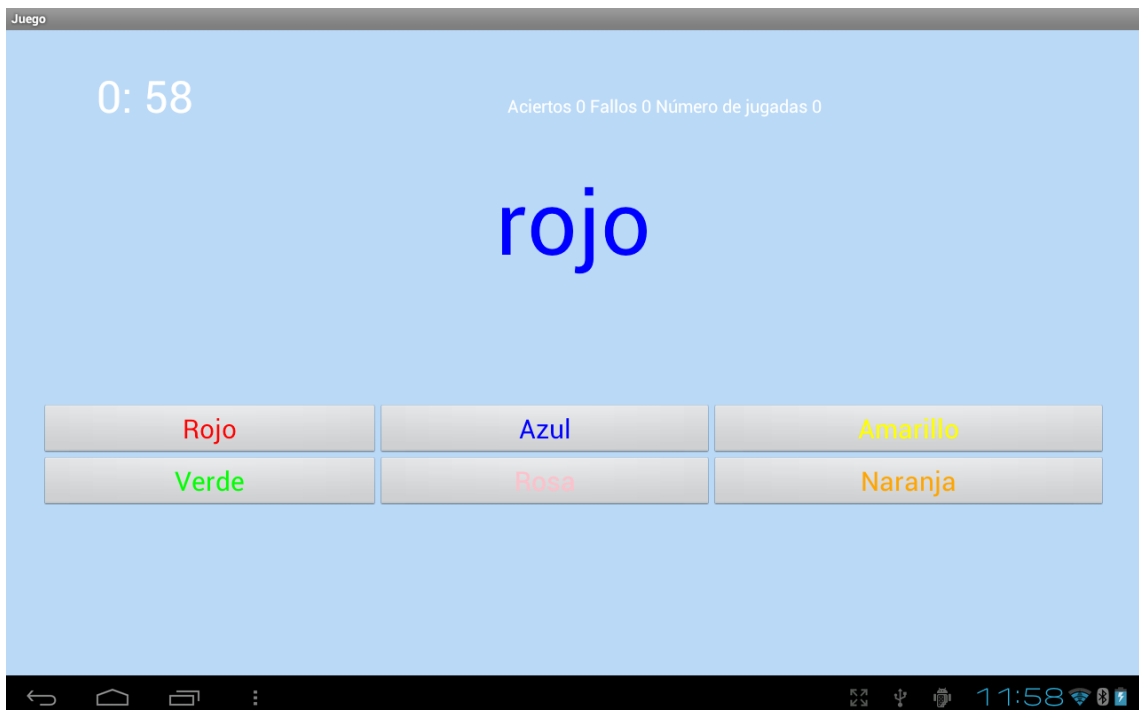 Juego
0: 58
Aciertos 0 Fallos 0 Número de jugadas 0
rojo
Rojo Azul Amarillo
Verde Rosa Naranja
11:58